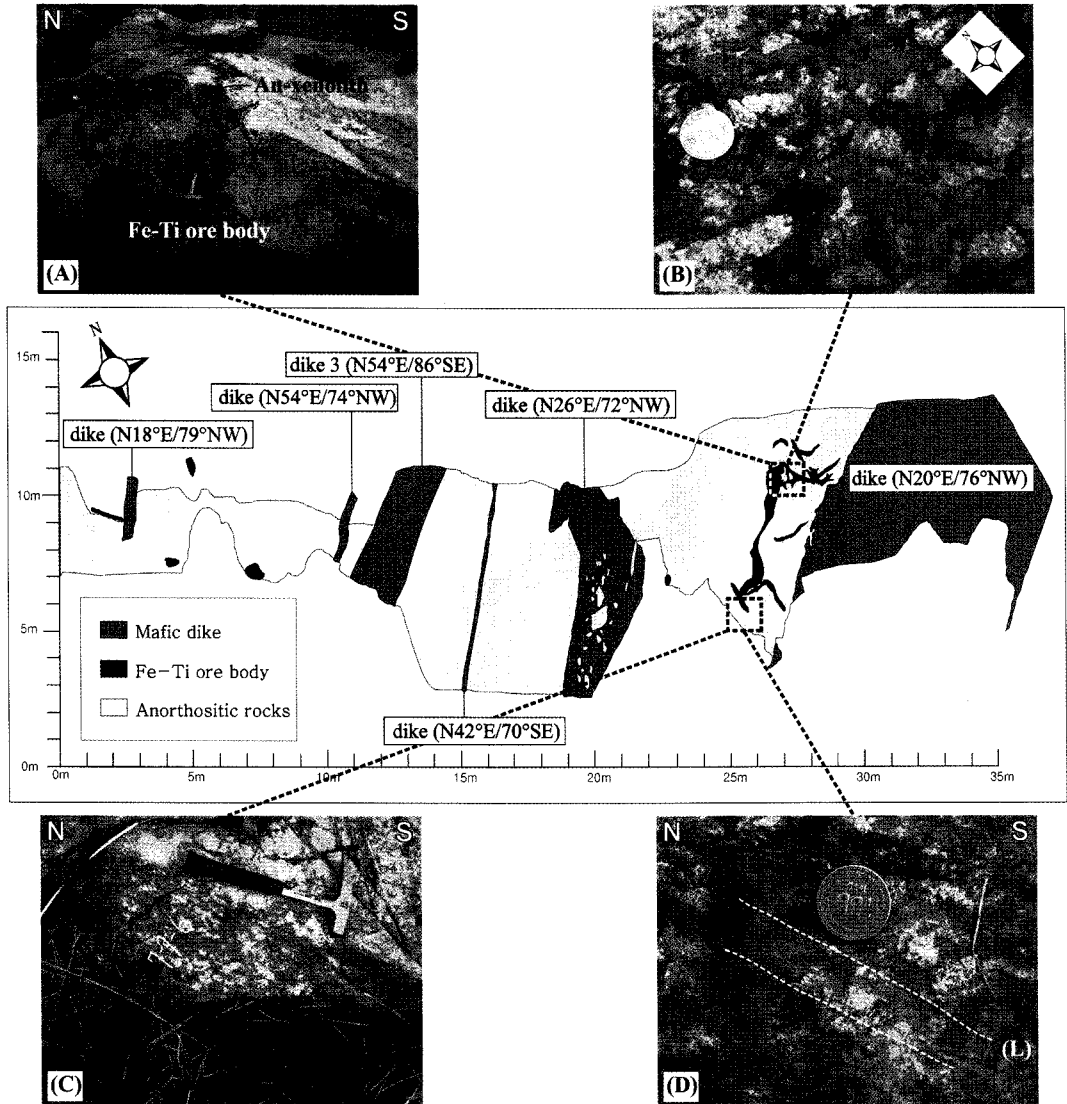 N S
An-xenolith
Fe-Ti ore body
(A)
N
(B)
N
15m
10m
5m
0m
dike 3 (N54°E/86°SE)
dike (N54°E/74°NW)
dike (N26°E/72°NW)
dike (N18°E/79°NW)
dike (N20°E/76°NW)
Mafic dike
Fe-Ti ore body
Anorthositic rocks
dike (N42°E/70°SE)
0m 5m 10m 15m 20m 25m 30m 35m
N S
(C)
N S
(L)
(D)